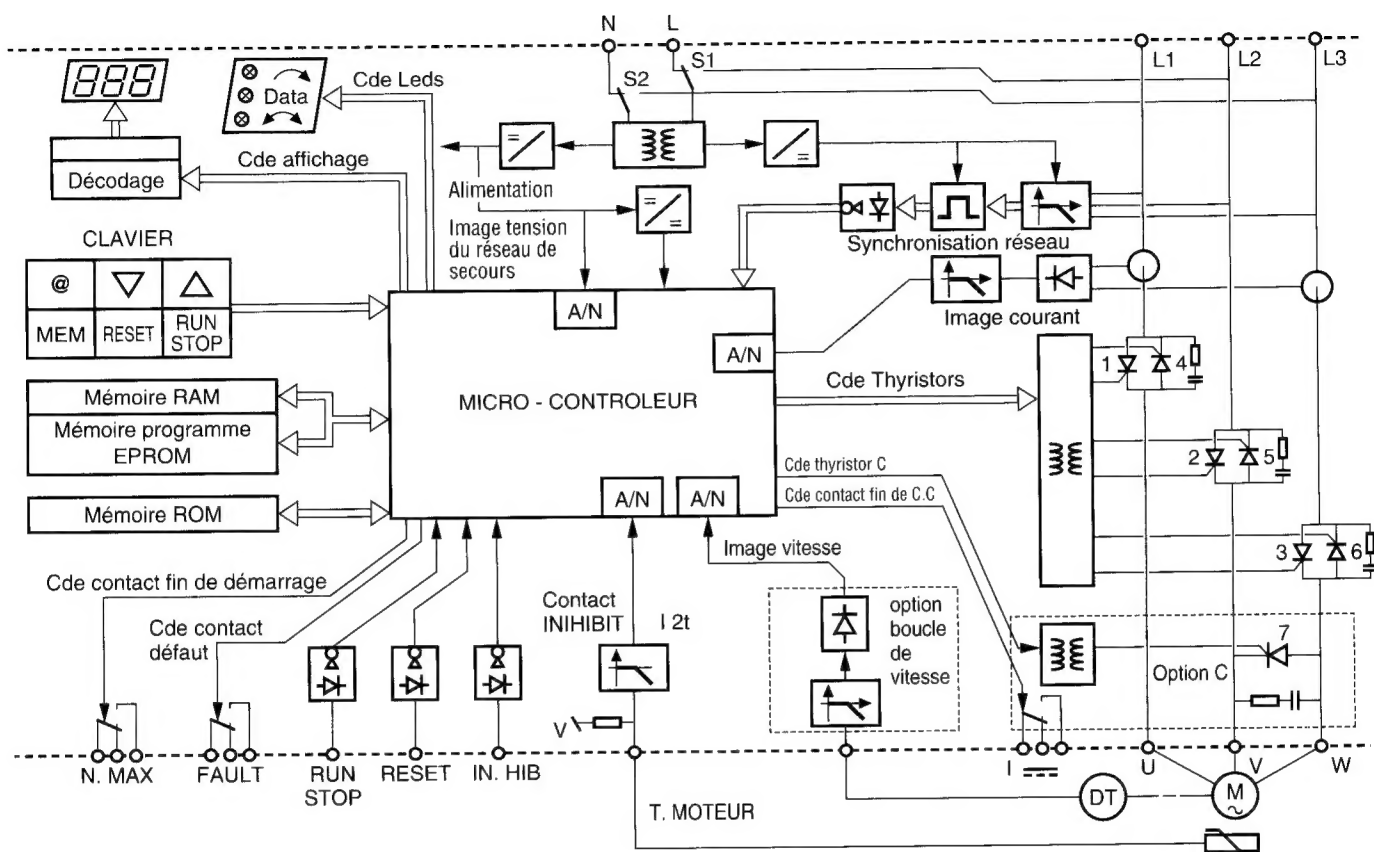 N
L
L1
L2
L3
S1
S2
888
Data
Cde Leds
Cde affichage
Décodage
Alimentation
Image tension
du réseau de
secours
Synchronisation réseau
Image courant
CLAVIER
@
MEM
RESET
RUN
STOP
A/N
A/N
Mémoire RAM
Mémoire programme
EPROM
Mémoire ROM
MICRO - CONTROLEUR
Cde Thyristors
1
4
2
5
3
6
Cde thyristor C
Cde contact fin de C.C
A/N
A/N
Image vitesse
Cde contact fin de démarrage
Cde contact
défaut
Contact
INIHIBIT
I 2t
option
boucle
de
vitesse
7
Option C
V
N. MAX
FAULT
RUN
STOP
RESET
IN. HIB
T. MOTEUR
I
U
V
W
DT
M
~